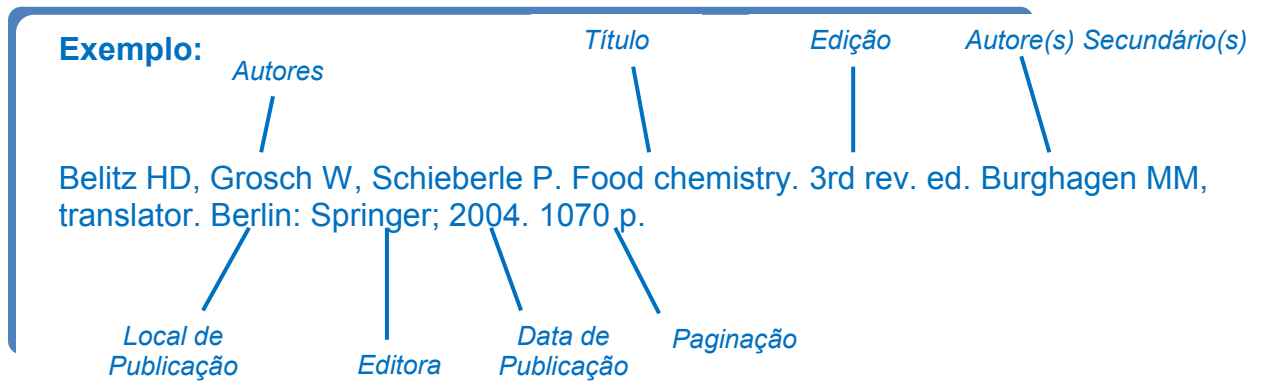 Exemplo:
Autores
Título
Edição
Autore(s) Secundário(s)
Belitz HD, Grosch W, Schieberle P. Food chemistry. 3rd rev. ed. Burghagen MM,
translator. Berlin: Springer; 2004. 1070 p.
Local de
Publicação
Editora
Data de
Publicação
Paginação